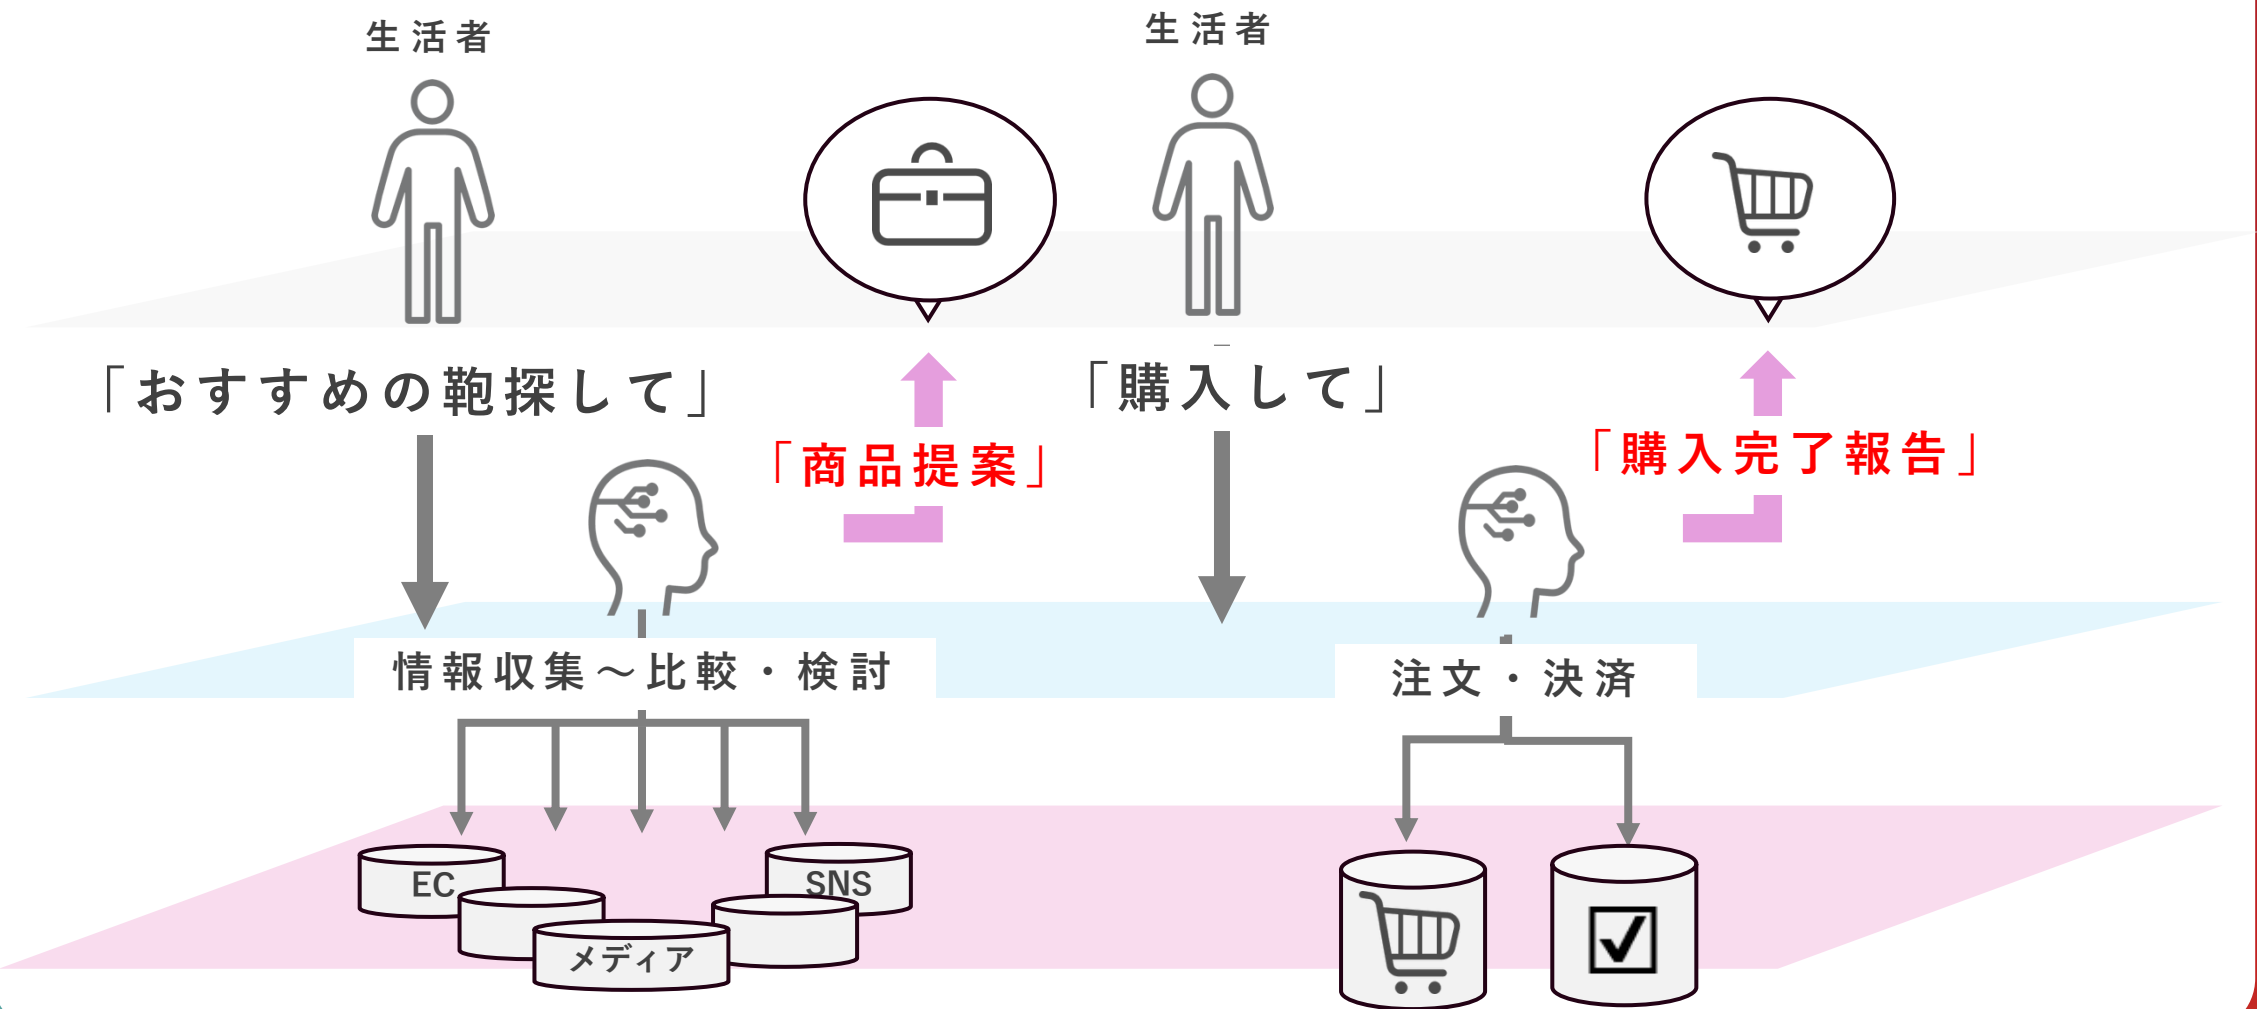 生活者
生活者
「おすすめの鞄探して」
「購入して」
「商品提案」
「購入完了報告」
情報収集～比較・検討
注文・決済
EC
SNS
メディア